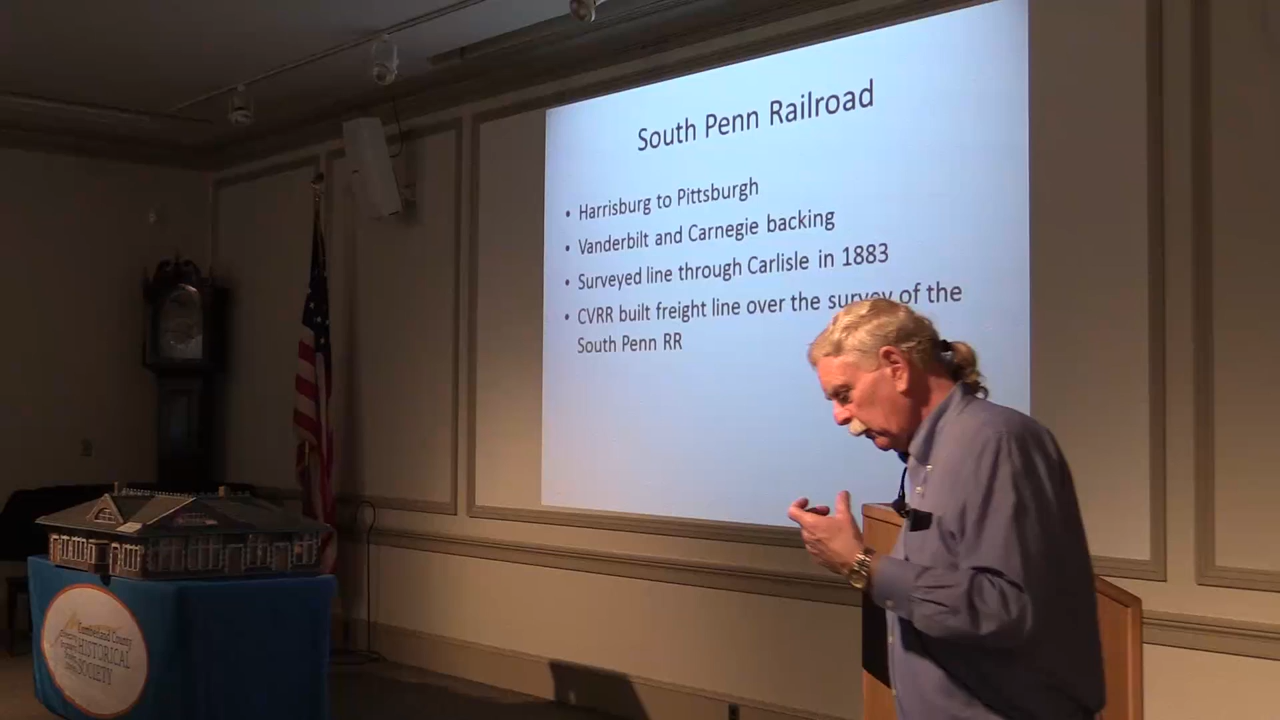 South Penn Railroad
• Harrisburg to Pittsburgh
• Vanderbilt and Carnegie backing
• Surveyed line through Carlisle in 1883
• CVRR built freight line over the survey of the
South Penn RR
Cumberland County
HISTORICAL
SOCIETY